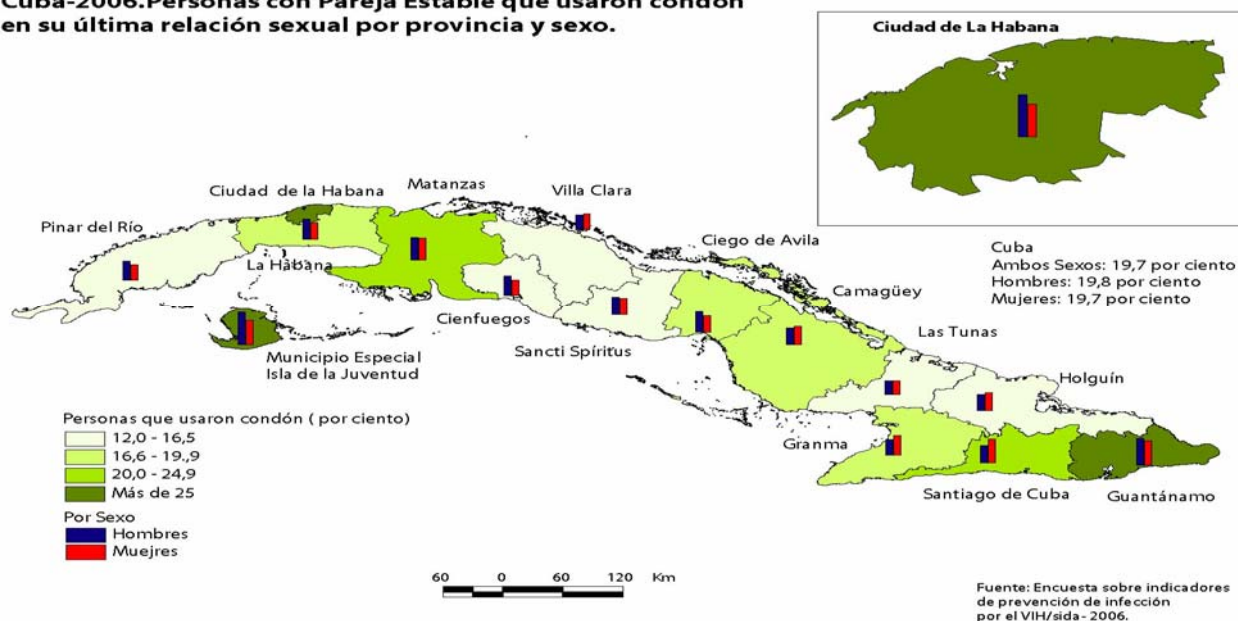 Cuba-2006.Personas con Pareja Estable que usaron condón
en su última relación sexual por provincia y sexo.
Ciudad de La Habana
Ciudad de la Habana
Matanzas
Villa Clara
Pinar del Río
La Habana
Ciego de Avila
Cuba
Ambos Sexos: 19,7 por ciento
Hombres: 19,8 por ciento
Mujeres: 19,7 por ciento
Camagüey
Cienfuegos
Las Tunas
Sancti Spíritus
Municipio Especial
Isla de la Juventud
Holguín
Personas que usaron condón ( por ciento)
12,0 - 16,5
16,6 - 19.,9
20,0 - 24,9
Más de 25
Granma
Santiago de Cuba
Guantánamo
Por Sexo
Hombres
Muejres
60 0 60 120 Km
Fuente: Encuesta sobre indicadores
de prevención de infección
por el VIH/sida- 2006.